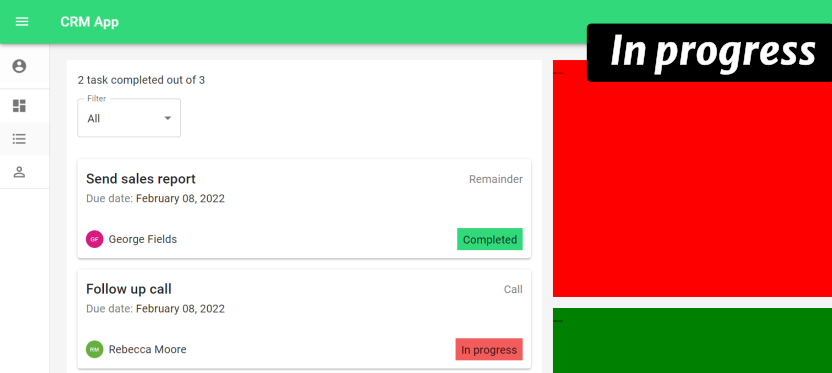 CRM App
In progress
2 task completed out of 3
Filter
All
Send sales report
Remainder
Due date: February 08, 2022
GF
George Fields
Completed
Follow up call
Call
Due date: February 08, 2022
RM
Rebecca Moore
In progress